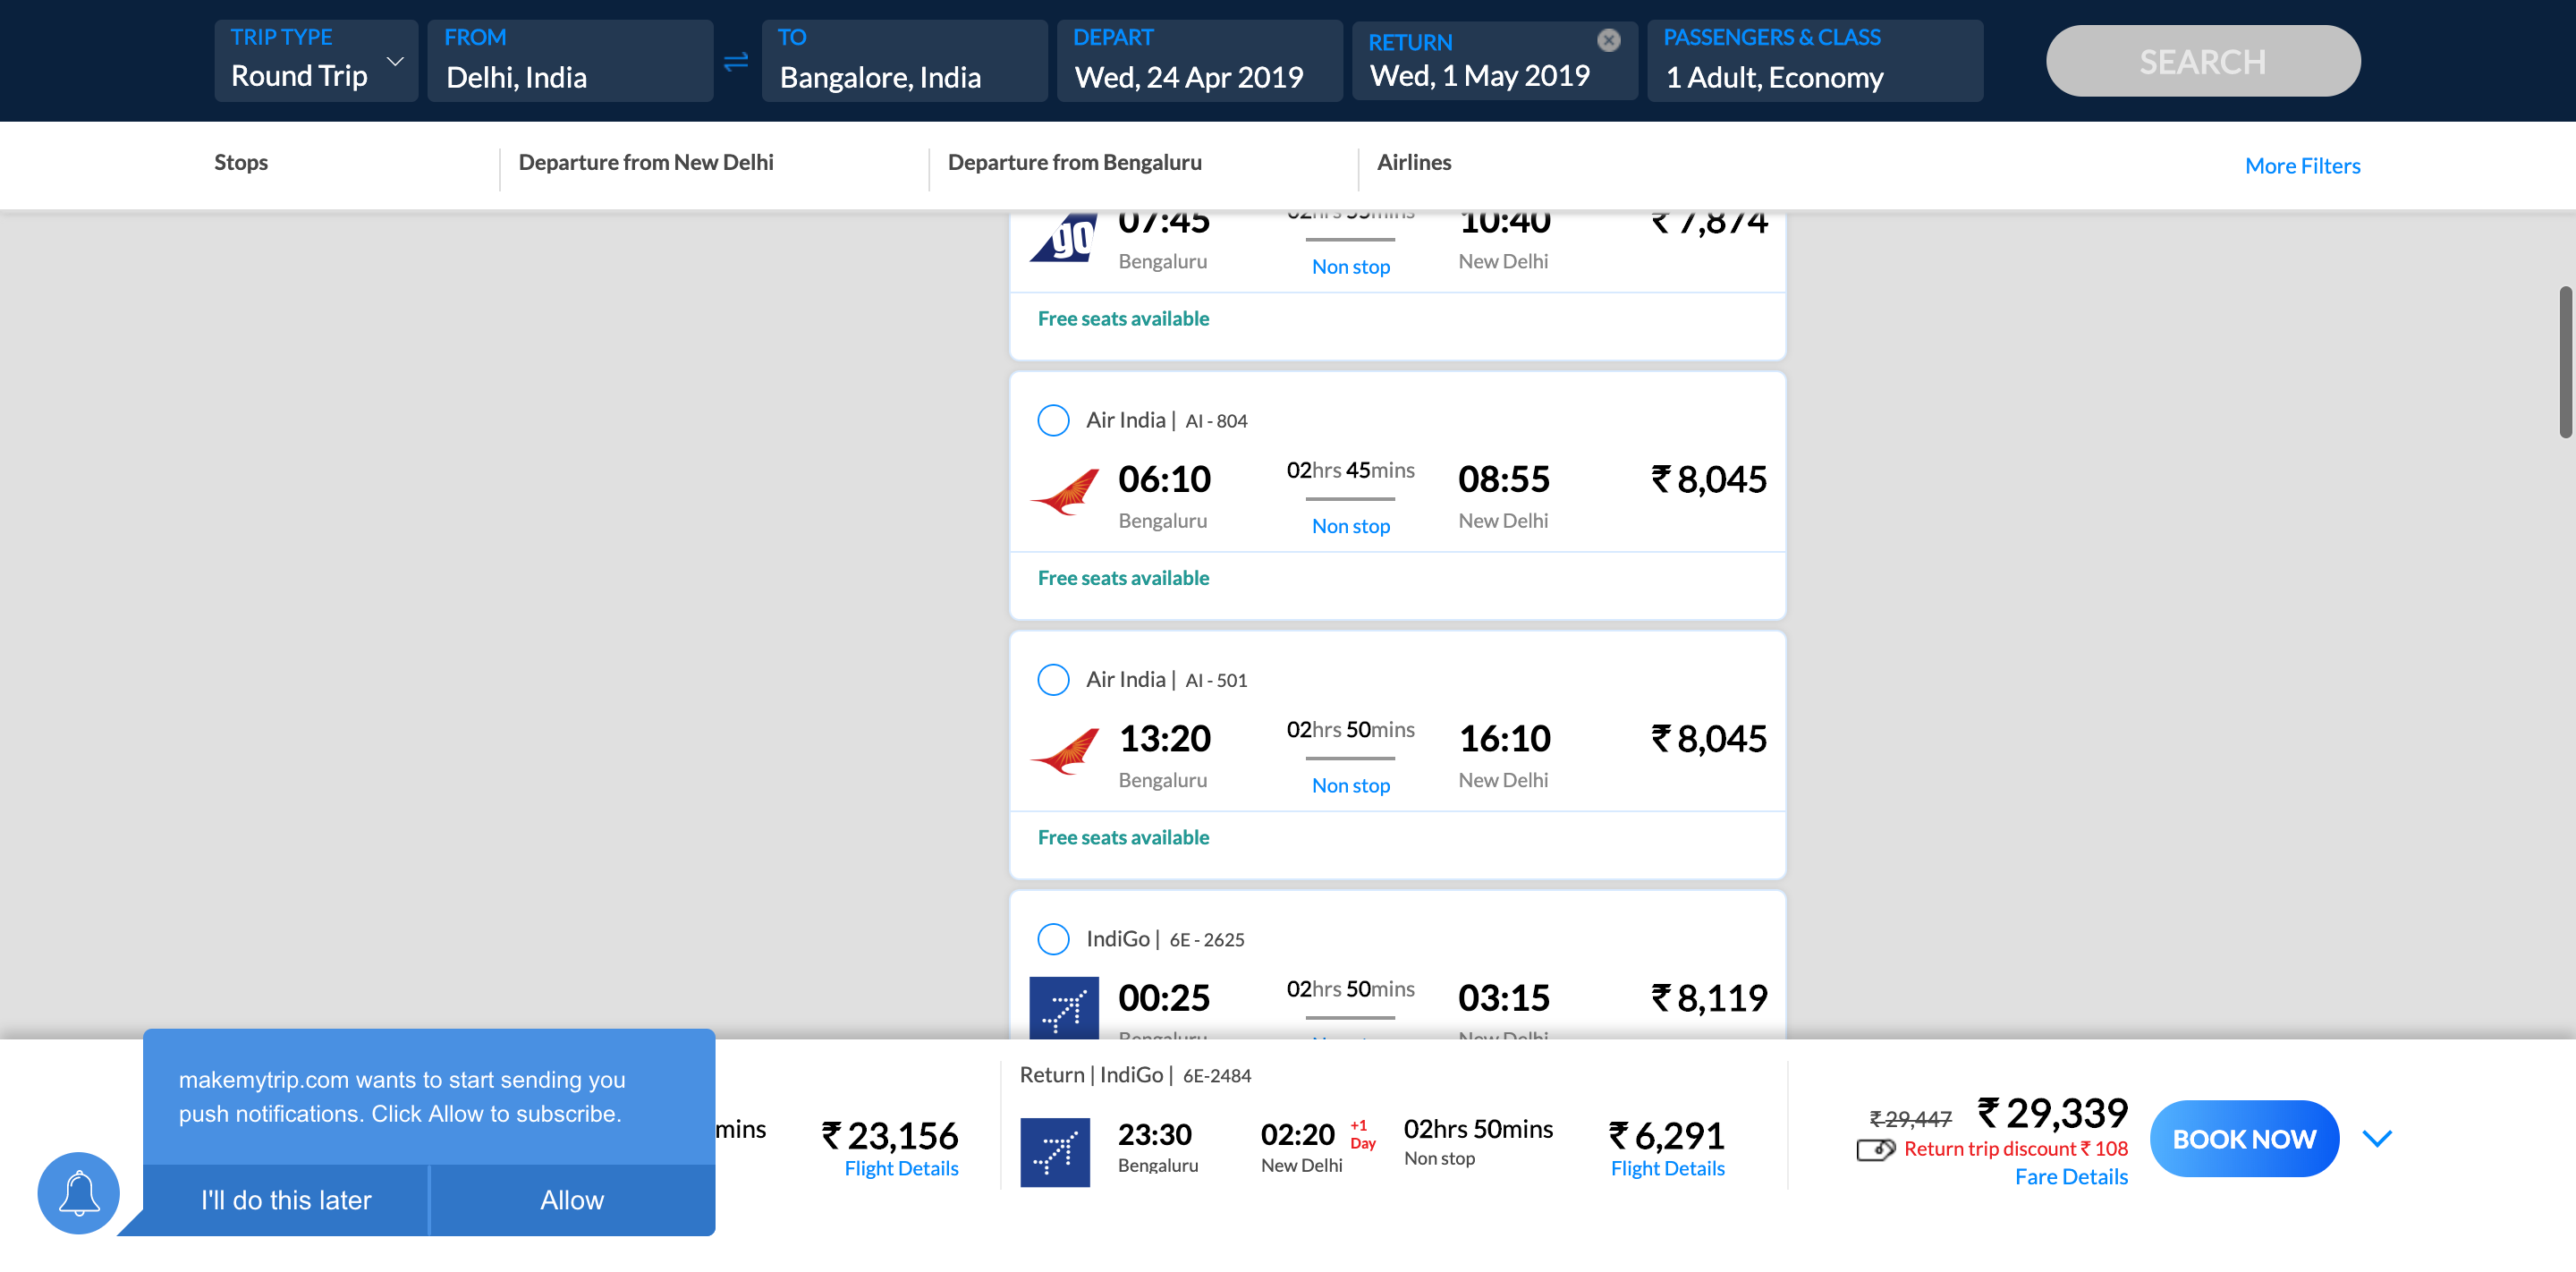 TRIP TYPE
Round Trip
FROM
Delhi, India
TO
Bangalore, India
DEPART
Wed, 24 Apr 2019
RETURN
Wed, 1 May 2019
PASSENGERS & CLASS
1 Adult, Economy
SEARCH
Stops
Departure from New Delhi
Departure from Bengaluru
Airlines
More Filters
go
07:45
Bengaluru
02hrs 55mins
Non stop
10:40
New Delhi
₹ 7,874
Free seats available
Air India | AI - 804
06:10
Bengaluru
02hrs 45mins
Non stop
08:55
New Delhi
₹ 8,045
Free seats available
Air India | AI - 501
13:20
Bengaluru
02hrs 50mins
Non stop
16:10
New Delhi
₹ 8,045
Free seats available
IndiGo | 6E - 2625
00:25
Bengaluru
02hrs 50mins
03:15
New Delhi
₹ 8,119
makemytrip.com wants to start sending you
push notifications. Click Allow to subscribe.
I'll do this later
Allow
mins
₹ 23,156
Flight Details
Return | IndiGo | 6E-2484
23:30
Bengaluru
02:20
+1
Day
New Delhi
02hrs 50mins
Non stop
₹ 6,291
Flight Details
₹ 29,447
₹ 29,339
Return trip discount ₹ 108
Fare Details
BOOK NOW